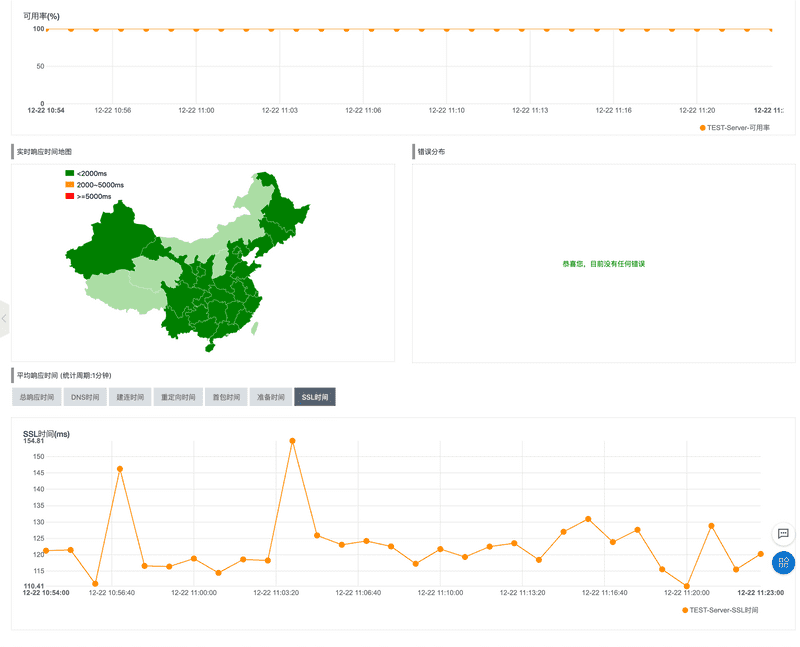 可用率(%)
100
50
0
12-22 10:54
12-22 10:56
12-22 11:00
12-22 11:03
12-22 11:06
12-22 11:10
12-22 11:13
12-22 11:16
12-22 11:20
12-22 11:2
TEST-Server-可用率
实时响应时间地图
错误分布
<2000ms
2000~5000ms
>=5000ms
恭喜您，目前没有任何错误
平均响应时间 (统计周期:1分钟)
总响应时间
DNS时间
建连时间
重定向时间
首包时间
准备时间
SSL时间
SSL时间(ms)
154.81
150
145
140
135
130
125
120
115
110.41
12-22 10:54:00
12-22 10:56:40
12-22 11:00:00
12-22 11:03:20
12-22 11:06:40
12-22 11:10:00
12-22 11:13:20
12-22 11:16:40
12-22 11:20:00
12-22 11:23:00
TEST-Server-SSL时间